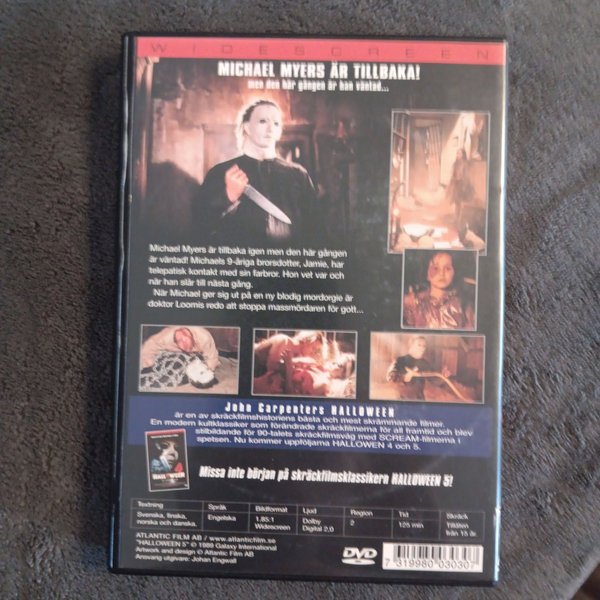 WIDESCREEN
MICHAEL MYERS ÄR TILLBAKA!
men den här gången är han väntad...
Michael Myers är tillbaka igen men den här gången
är väntad! Michaels 9-åriga brorsdotter, Jamie, har
telepatisk kontakt med sin farbror. Hon vet var och
när han slår till nästa gång.
När Michael ger sig ut på en ny blodig mordorgie är
doktor Loomis redo att stoppa massmördaren för gott...
John Carpenters HALLOWEEN
är en av skräckfilmshistoriens bästa och mest skrämmande filmer.
En modern kultklassiker som förändrade skräckfilmerna för all framtid och blev
stilbildande för 90-talets skräckfilmsvåg med SCREAM-filmerna i
spetsen. Nu kommer uppföljarna HALLOWEN 4 och 5.
HALLOWEEN
Missa inte början på skräckfilmsklassikern HALLOWEEN 5!
Textning Språk Bildformat Ljud Region Tid Skräck
Svenska, finska, Engelska 1.85:1 Dolby 2 125 min Tillåten
norska och danska, Widescreen Digital 2.0 från 15 år.
ATLANTIC FILM AB / www.atlanticfilm.se
"HALLOWEEN 5" © 1989 Galaxy International
Artwork and design © Atlantic Film AB
Ansvarig utgivare: Johan Engwall
DVD
7 319980 030307